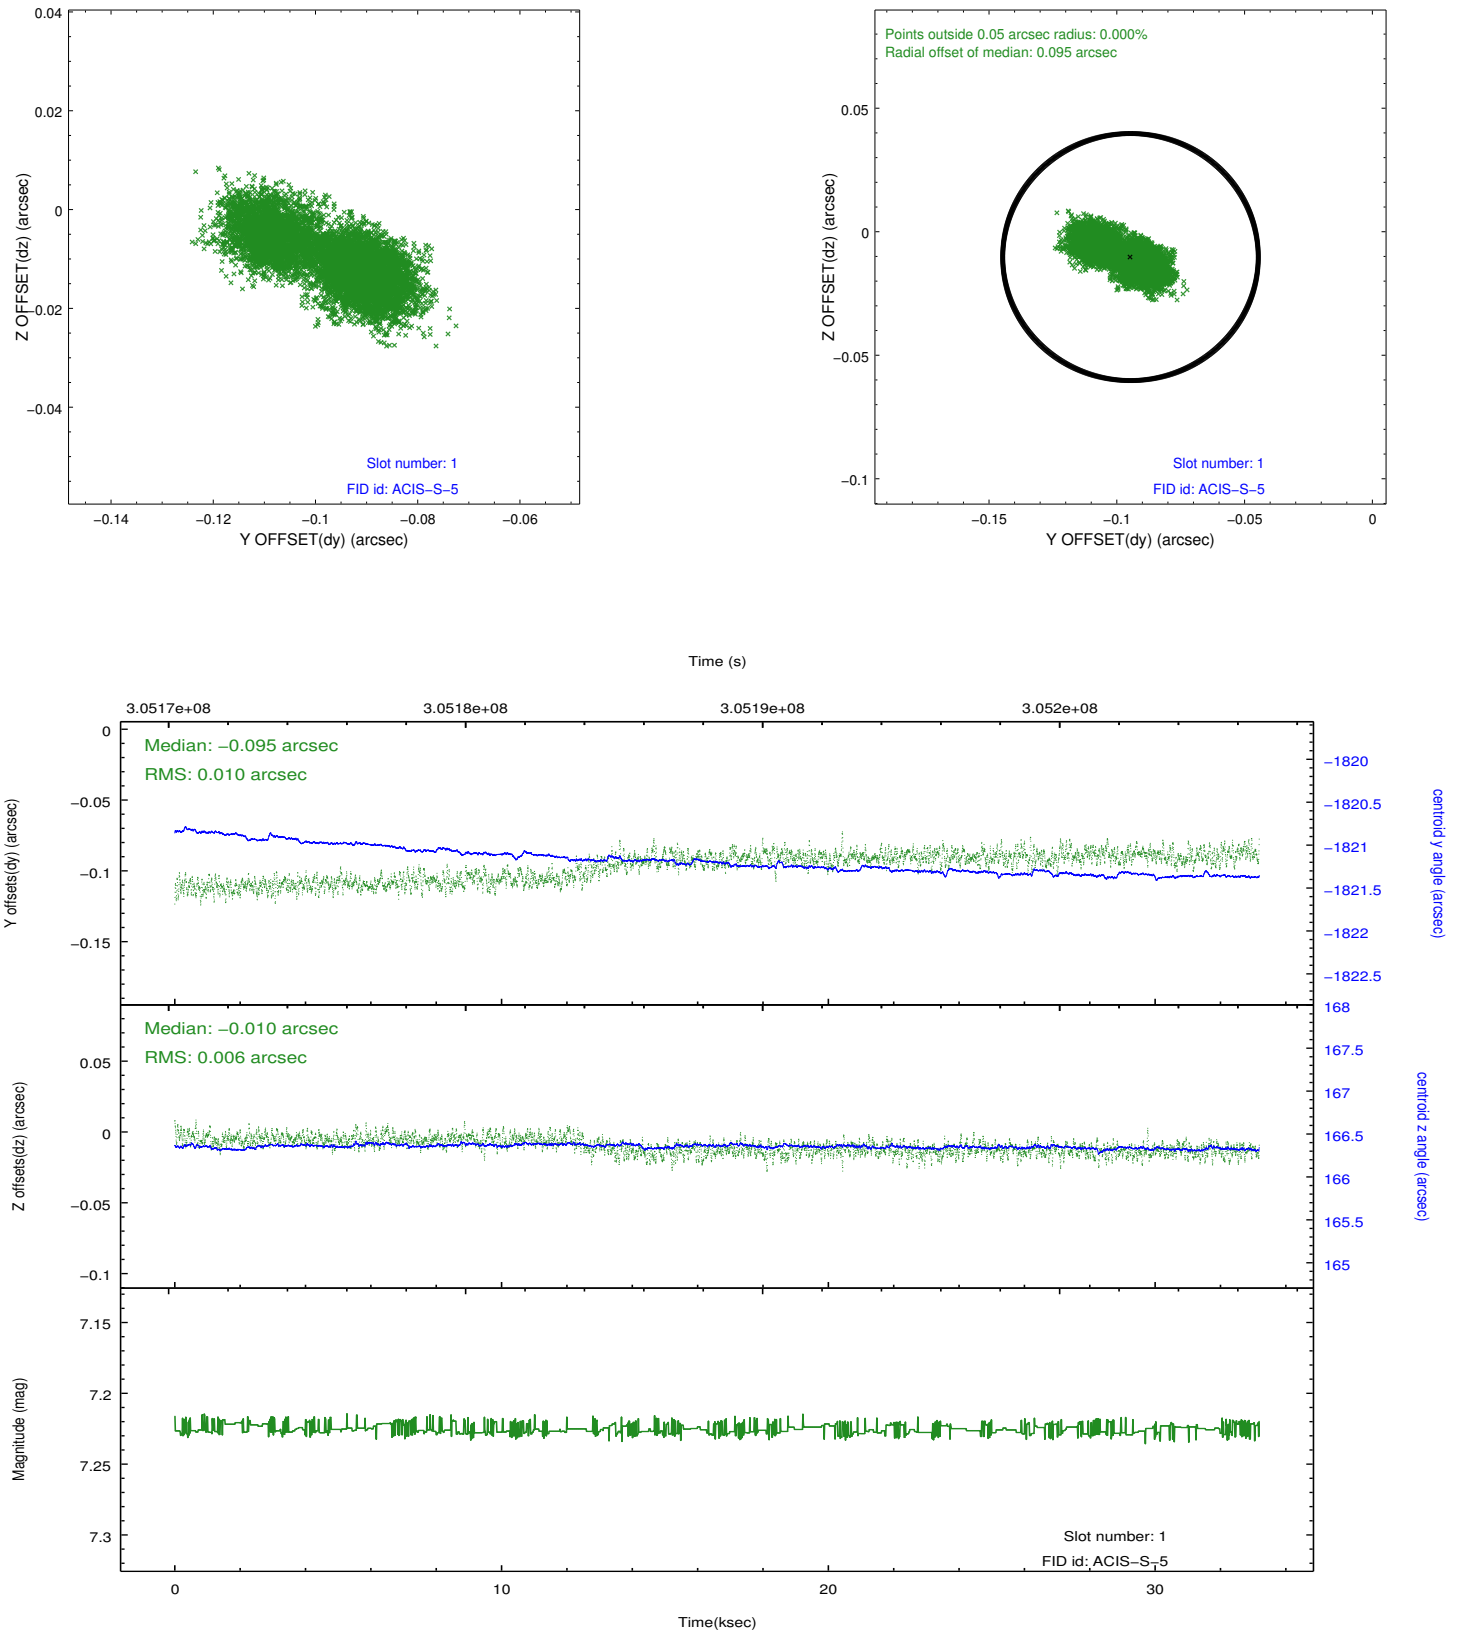 0.04
0.02
0
−0.02
−0.04
Z OFFSET(dz) (arcsec)
Slot number: 1
FID id: ACIS−S−5
−0.14 −0.12 −0.1 −0.08 −0.06
Y OFFSET(dy) (arcsec)
Points outside 0.05 arcsec radius: 0.000%
Radial offset of median: 0.095 arcsec
0.05
0
−0.05
−0.1
Z OFFSET(dz) (arcsec)
Slot number: 1
FID id: ACIS−S−5
−0.15 −0.1 −0.05 0
Y OFFSET(dy) (arcsec)
Time (s)
3.0517e+08 3.0518e+08 3.0519e+08 3.052e+08
Median: −0.095 arcsec
RMS: 0.010 arcsec
0
−0.05
−0.1
−0.15
Y offsets(dy) (arcsec)
−1820
−1820.5
−1821
−1821.5
−1822
−1822.5
centroid y angle (arcsec)
Median: −0.010 arcsec
RMS: 0.006 arcsec
0.05
0
−0.05
−0.1
Z offsets(dz) (arcsec)
168
167.5
167
166.5
166
165.5
165
centroid z angle (arcsec)
7.15
7.2
7.25
7.3
Magnitude (mag)
Slot number: 1
FID id: ACIS−S−5
0 10 20 30
Time(ksec)